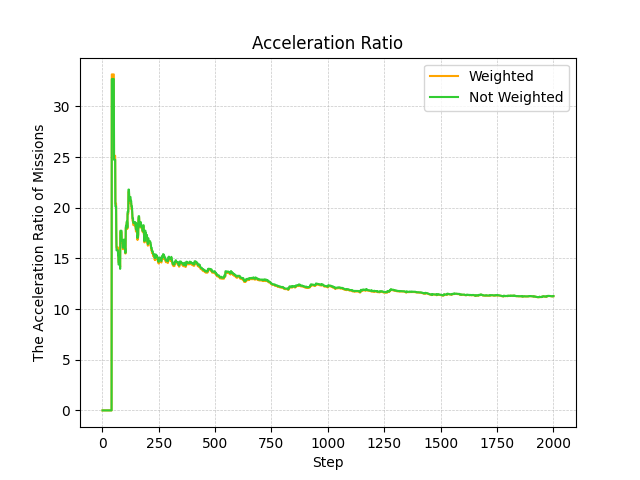 Acceleration Ratio
Weighted
Not Weighted
The Acceleration Ratio of Missions
30
25
20
15
10
5
0
0 250 500 750 1000 1250 1500 1750 2000
Step